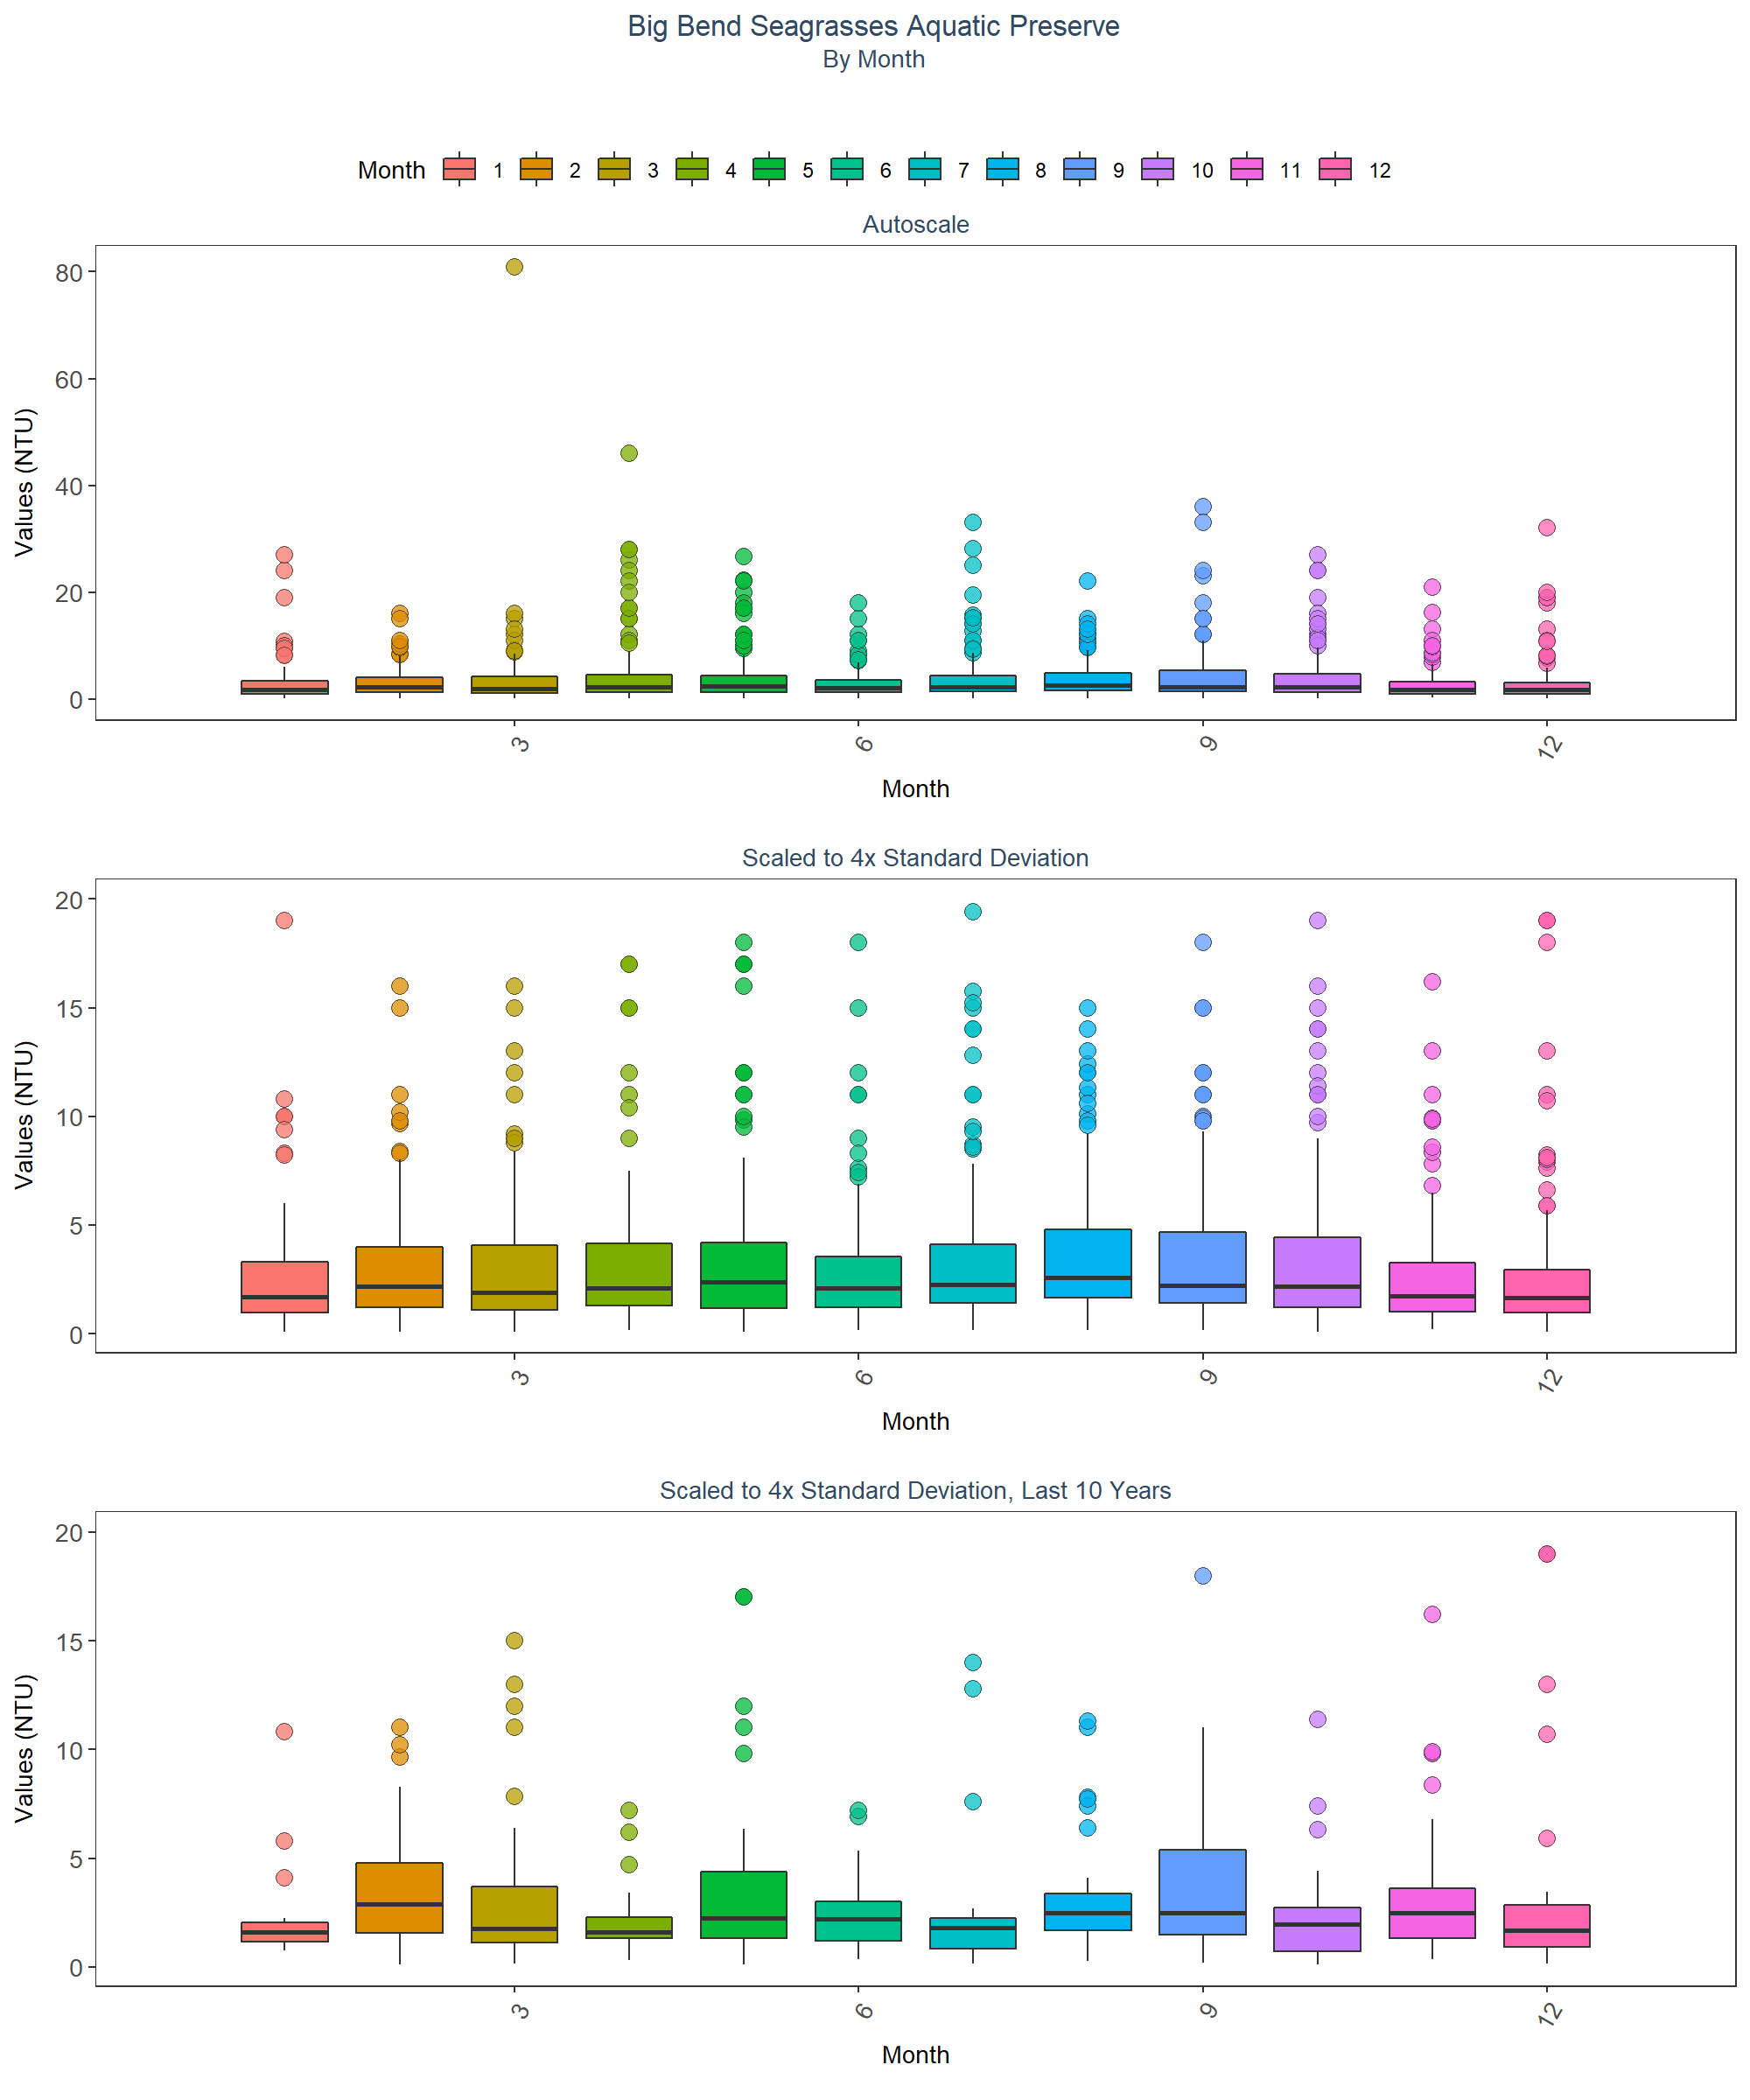 Big Bend Seagrasses Aquatic Preserve
By Month
Month 1 2 3 4 5 6 7 8 9 10 11 12
Autoscale
Values (NTU)
80
60
40
20
0
3 6 9 12
Month
Scaled to 4x Standard Deviation
Values (NTU)
20
15
10
5
0
3 6 9 12
Month
Scaled to 4x Standard Deviation, Last 10 Years
Values (NTU)
20
15
10
5
0
3 6 9 12
Month